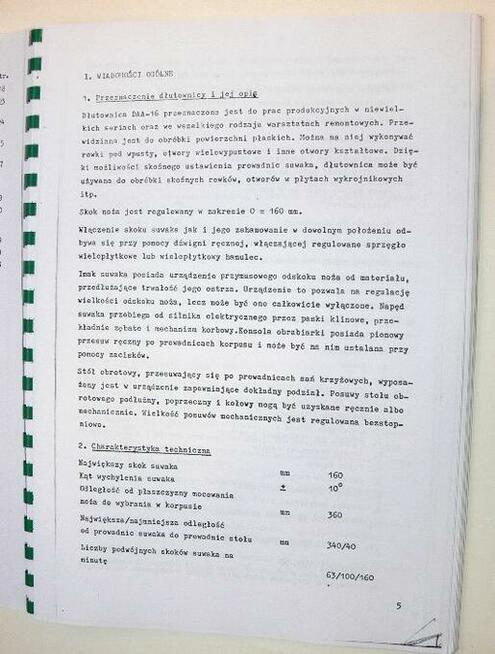 tr.
1. WIADOMOŚCI OGÓLNE
1. Przeznaczenie dłutownicy i jej opis
Dłutownica DAA-16 przeznaczona jest do prac produkcyjnych w niewiel-
kich seriach oraz we wszelkiego rodzaju warsztatach remontowych. Prze-
widziana jest do obróbki powierzchni płaskich. Można na niej wykonywać
rowki pod wpusty, otwory wielowypustowe i inne otwory kształtowe. Dzię-
ki możliwości skośnego ustawienia prowadnic suwaka, dłutownica może być
używana do obróbki skośnych rowków, otworów w płytach wykrojnikowych
itp.
Skok noża jest regulowany w zakresie 0 = 160 mm.
Włączenie skoku suwaka jak i jego zahamowanie w dowolnym położeniu od-
bywa się przy pomocy dźwigni ręcznej, włączającej regulowane sprzęgło
wielopłytkowe lub wielopłytkowy hamulec.
Imak suwaka posiada urządzenie przymusowego odskoku noża od materiału,
przedłużające trwałość jego ostrza. Urządzenie to pozwala na regulację
wielkości odskoku noża, lecz może być ono całkowicie wyłączone. Napęd
suwaka przebiega od silnika elektrycznego przez paski klinowe, prze-
kładnie zębate i mechanizm korbowy.Konsola obrabiarki posiada pionowy
przesuw ręczny po prowadnicach korpusu i może być na nim ustalana przy
pomocy zacisków.
Stół obrotowy, przesuwający się po prowadnicach sań krzyżowych, wyposa-
żony jest w urządzenie zapewniające dokładny podział. Posuwy stołu ob-
rotowego podłużny, poprzeczny i kołowy mogą być uzyskane ręcznie albo
mechanicznie. Wielkość posuwów mechanicznych jest regulowana bezstop-
niowo.
2. Charakterystyka techniczna
Największy skok suwaka mm 160
Kąt wychylenia suwaka ± 10°
Odległość od płaszczyzny mocowania
noża do wybrania w korpusie mm 360
Największa/najmniejsza odległość
od prowadnic suwaka do prowadnic stołu mm 340/40
Liczby podwójnych skoków suwaka na
minutę 63/100/160
5